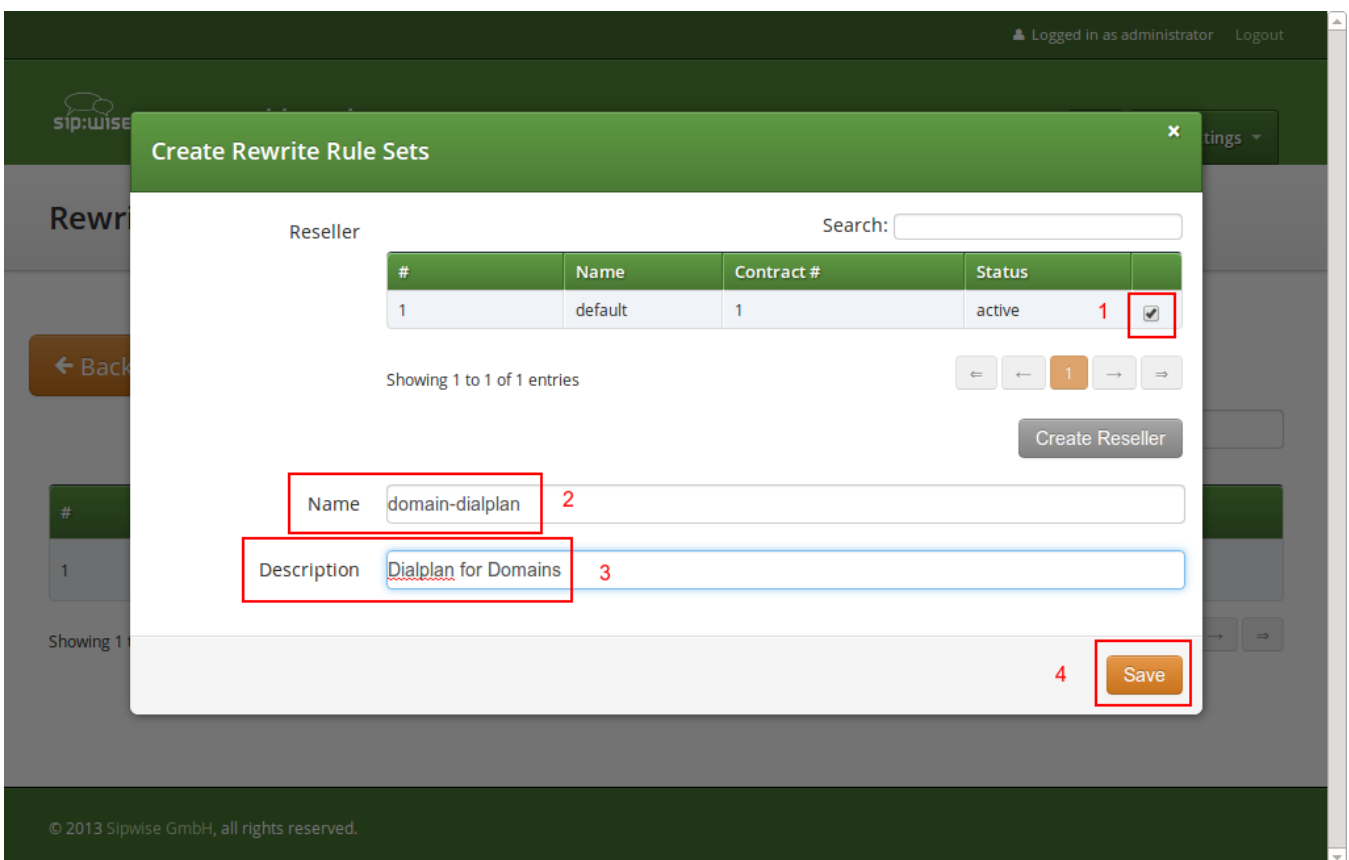 Logged in as administrator Logout
sip:wise
tings
Create Rewrite Rule Sets ×
Rewri
Reseller
Search:
# Name Contract # Status
1 default 1 active 1
← Back
Showing 1 to 1 of 1 entries ⇐ ← 1 → ⇒
Create Reseller
Name domain-dialplan 2
#
Description Dialplan for Domains 3
1
Showing 1 → ⇒
4 Save
© 2013 Sipwise GmbH, all rights reserved.